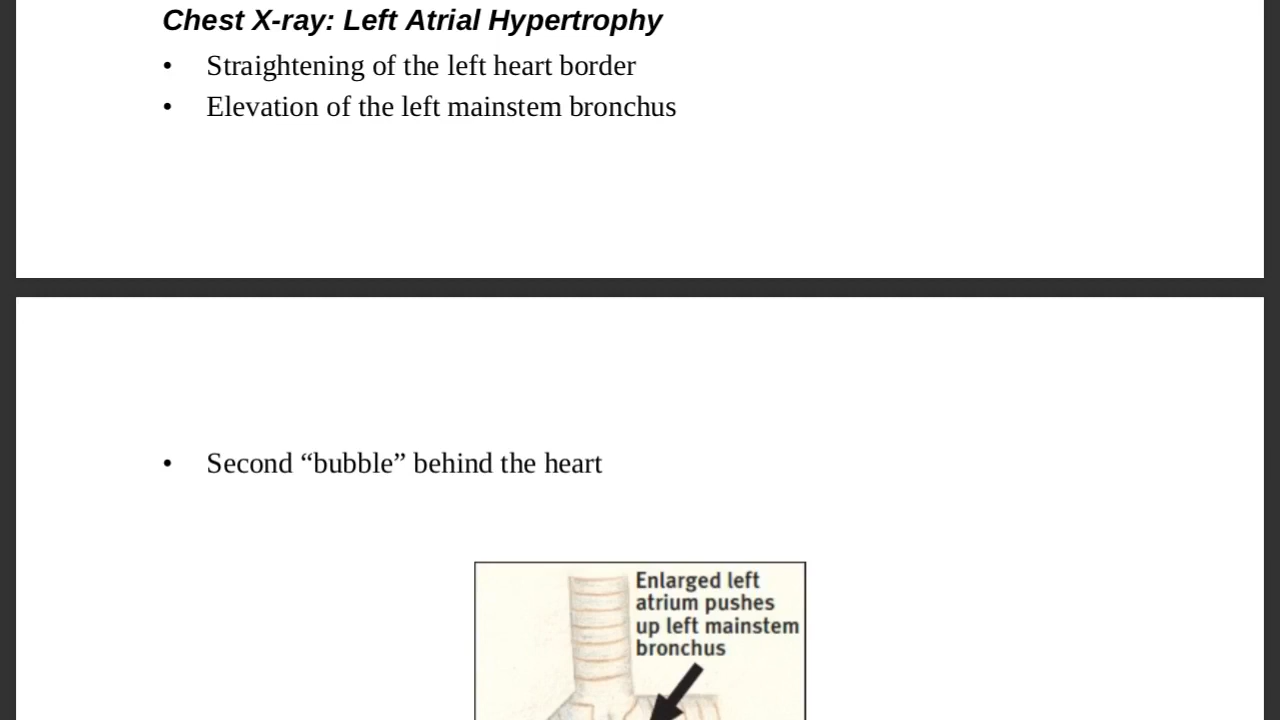 Chest X-ray: Left Atrial Hypertrophy
• Straightening of the left heart border
• Elevation of the left mainstem bronchus
• Second “bubble” behind the heart
Enlarged left
atrium pushes
up left mainstem
bronchus